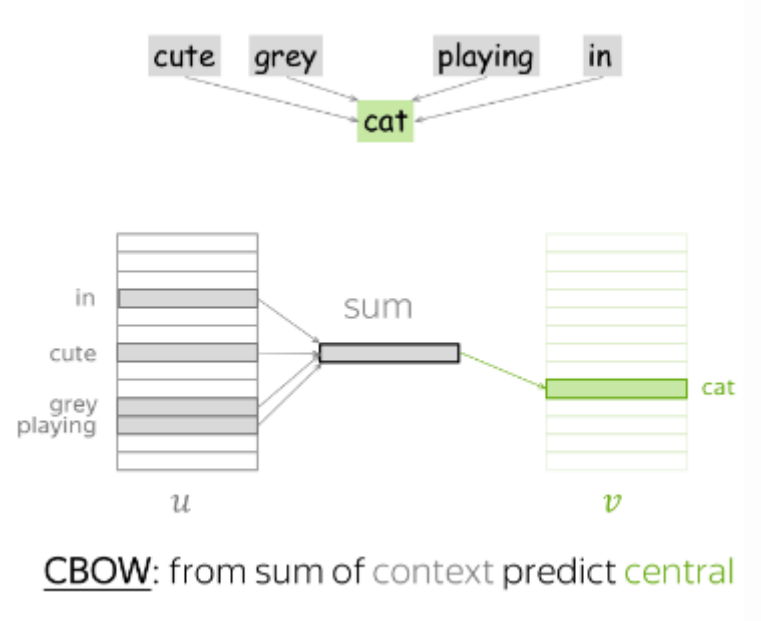 cute grey playing in
cat
in
sum
cute
cat
grey
playing
u
v
CBOW: from sum of context predict central